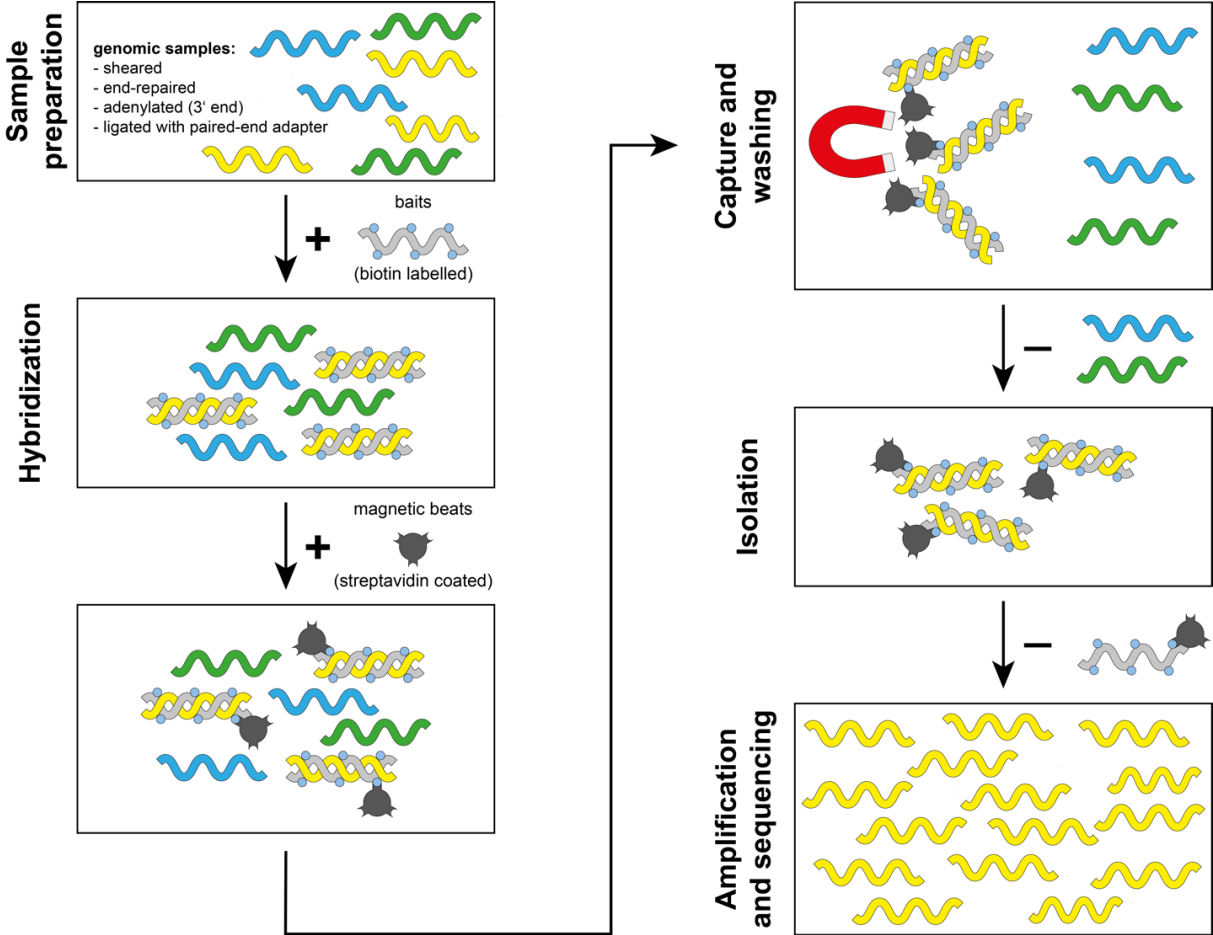 Sample
preparation
genomic samples:
- sheared
- end-repaired
- adenylated (3‘ end)
- ligated with paired-end adapter
+
baits
(biotin labelled)
Hybridization
+
magnetic beats
(streptavidin coated)
Capture and
washing
–
Isolation
–
Amplification
and sequencing